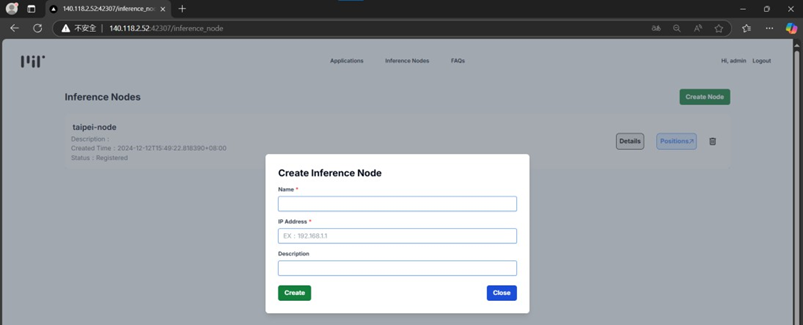 140.118.2.52:42307/inference_no
不安全 140.118.2.52:42307/inference_node
Applications Inference Nodes FAQs Hi, admin Logout
Inference Nodes Create Node
taipei-node
Description :
Created Time : 2024-12-12T15:49:22.818390+08:00
Status : Registered
Details Positions
Create Inference Node
Name *
IP Address *
EX : 192.168.1.1
Description
Create Close